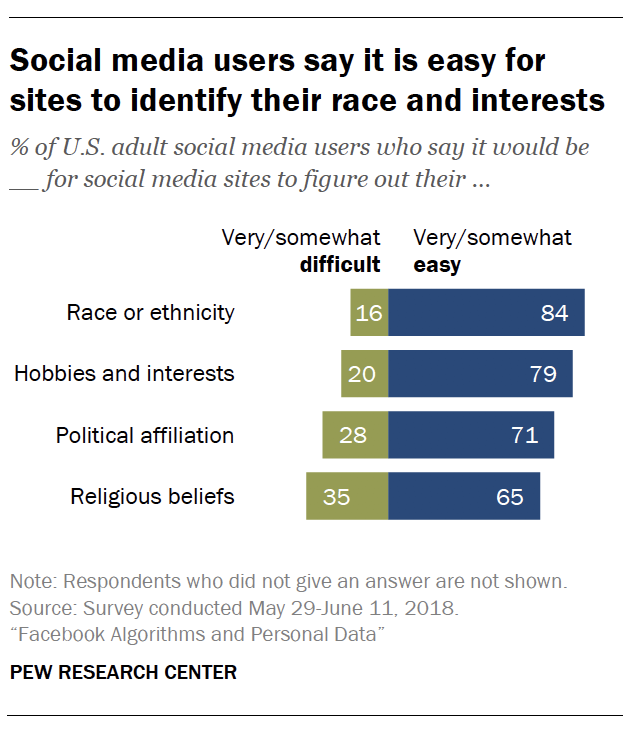 Social media users say it is easy for
sites to identify their race and interests
% of U.S. adult social media users who say it would be
__ for social media sites to figure out their ...
Very/somewhat difficult
Very/somewhat easy
Race or ethnicity 16 84
Hobbies and interests 20 79
Political affiliation 28 71
Religious beliefs 35 65
Note: Respondents who did not give an answer are not shown.
Source: Survey conducted May 29-June 11, 2018.
“Facebook Algorithms and Personal Data”
PEW RESEARCH CENTER